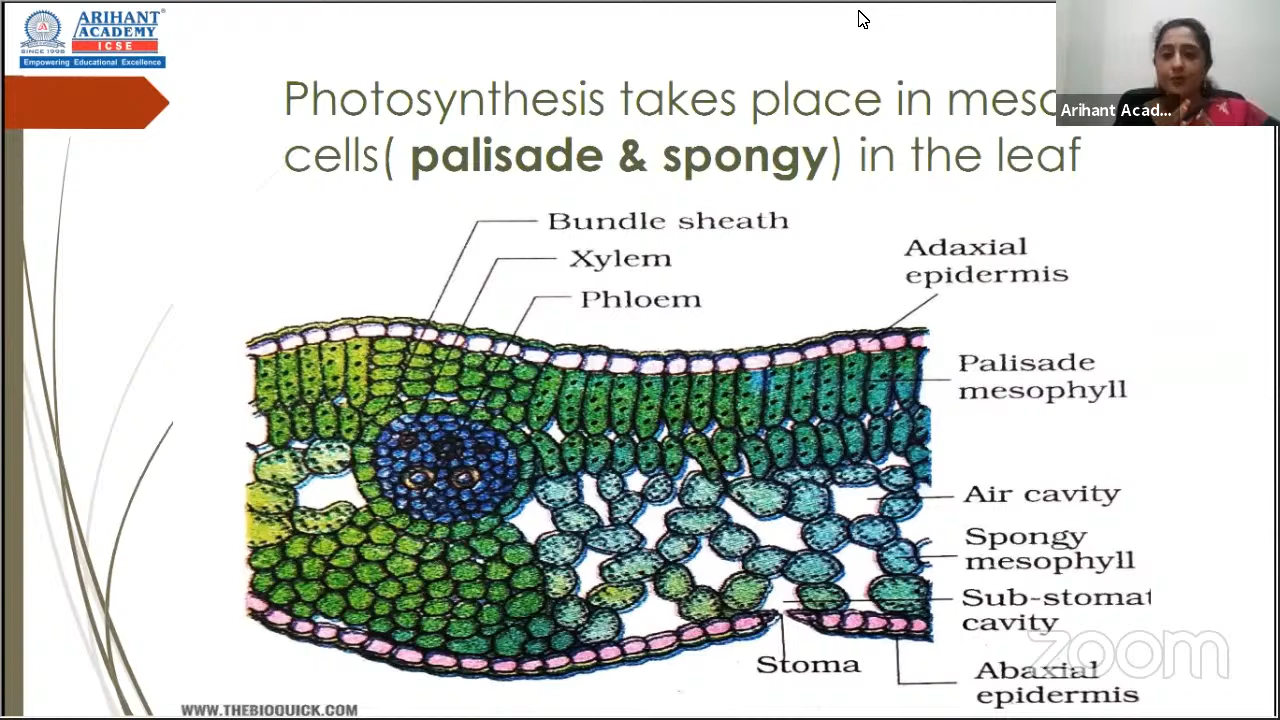 ARIHANT
ACADEMY
ICSE
SINCE 1998
Empowering Educational Excellence
Arihant Acad...
Photosynthesis takes place in meso
cells( palisade & spongy) in the leaf
Bundle sheath
Xylem
Phloem
Adaxial
epidermis
Palisade
mesophyll
Air cavity
Spongy
mesophyll
Sub-stomat
cavity
Stoma
Abaxial
epidermis
zoom
WWW.THEBIOQUICK.COM